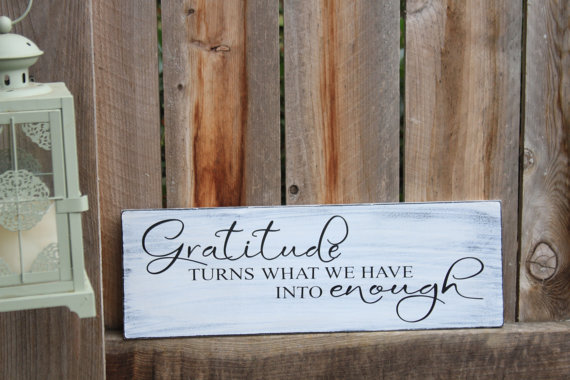 Gratitude
TURNS WHAT WE HAVE
INTO enough